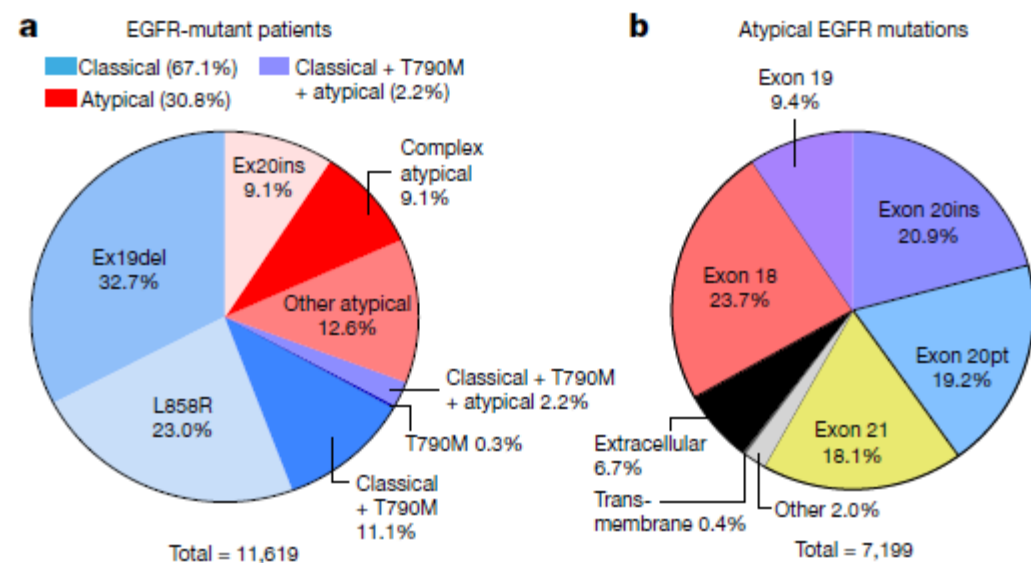 a
EGFR-mutant patients
Classical (67.1%)
Atypical (30.8%)
Classical + T790M
+ atypical (2.2%)
Ex20ins
9.1%
Complex
atypical
9.1%
Other atypical
12.6%
Classical + T790M
+ atypical 2.2%
T790M 0.3%
Classical
+ T790M
11.1%
L858R
23.0%
Ex19del
32.7%
Total = 11,619
b
Atypical EGFR mutations
Exon 19
9.4%
Exon 20ins
20.9%
Exon 20pt
19.2%
Exon 21
18.1%
Other 2.0%
Trans-
membrane 0.4%
Extracellular
6.7%
Exon 18
23.7%
Total = 7,199